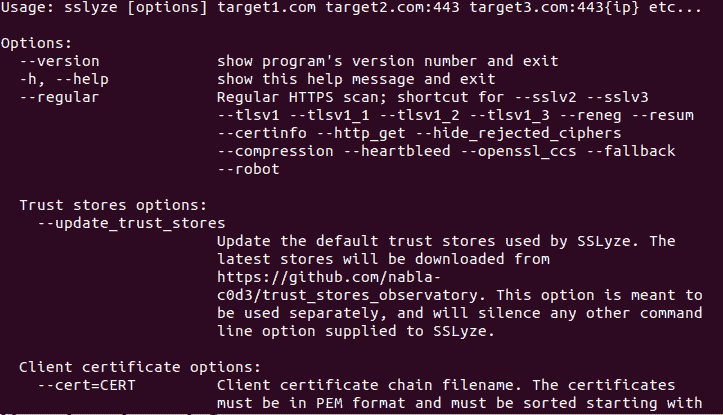 Usage: sslyze [options] target1.com target2.com:443 target3.com:443{ip} etc...
Options:
--version show program's version number and exit
-h, --help show this help message and exit
--regular Regular HTTPS scan; shortcut for --sslv2 --sslv3
--tlsv1 --tlsv1_1 --tlsv1_2 --tlsv1_3 --reneg --resum
--certinfo --http_get --hide_rejected_ciphers
--compression --heartbleed --openssl_ccs --fallback
--robot
Trust stores options:
--update_trust_stores
Update the default trust stores used by SSLyze. The
latest stores will be downloaded from
https://github.com/nabla-
c0d3/trust_stores_observatory. This option is meant to
be used separately, and will silence any other command
line option supplied to SSLyze.
Client certificate options:
--cert=CERT Client certificate chain filename. The certificates
must be in PEM format and must be sorted starting with